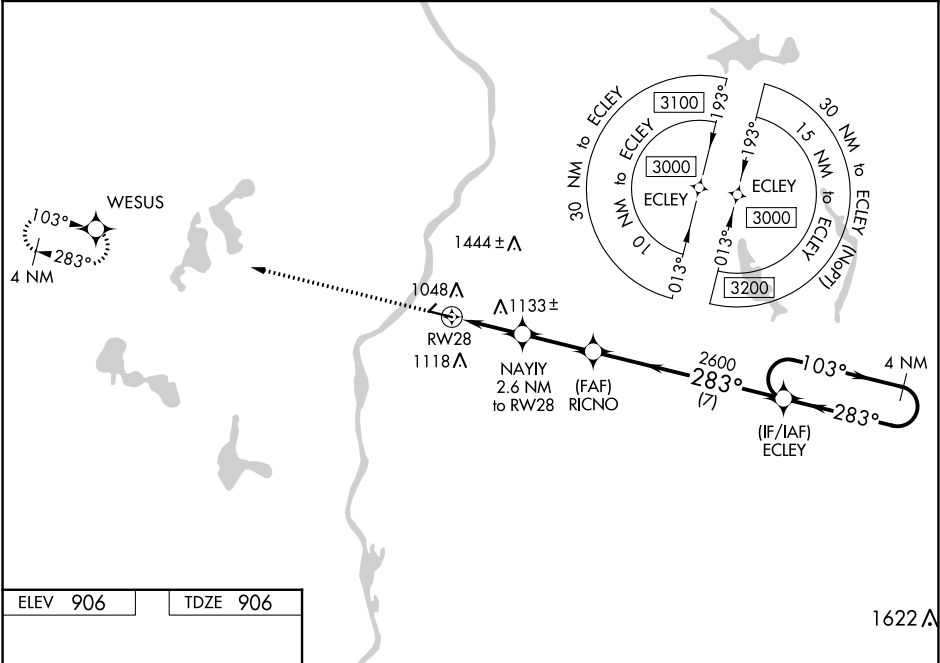 30 NM to ECLEY
3100
193°
10 NM to ECLEY
3000
ECLEY
013°
30 NM to ECLEY (NoPT)
193°
15 NM to ECLEY
ECLEY
3000
013°
3200
WESUS
103°
283°
4 NM
1444 ±
1048
1133 ±
RW28
1118
NAYIY
2.6 NM
to RW28
(FAF)
RICNO
2600
283°
(7)
103°
4 NM
283°
(IF/IAF)
ECLEY
ELEV 906
TDZE 906
1622